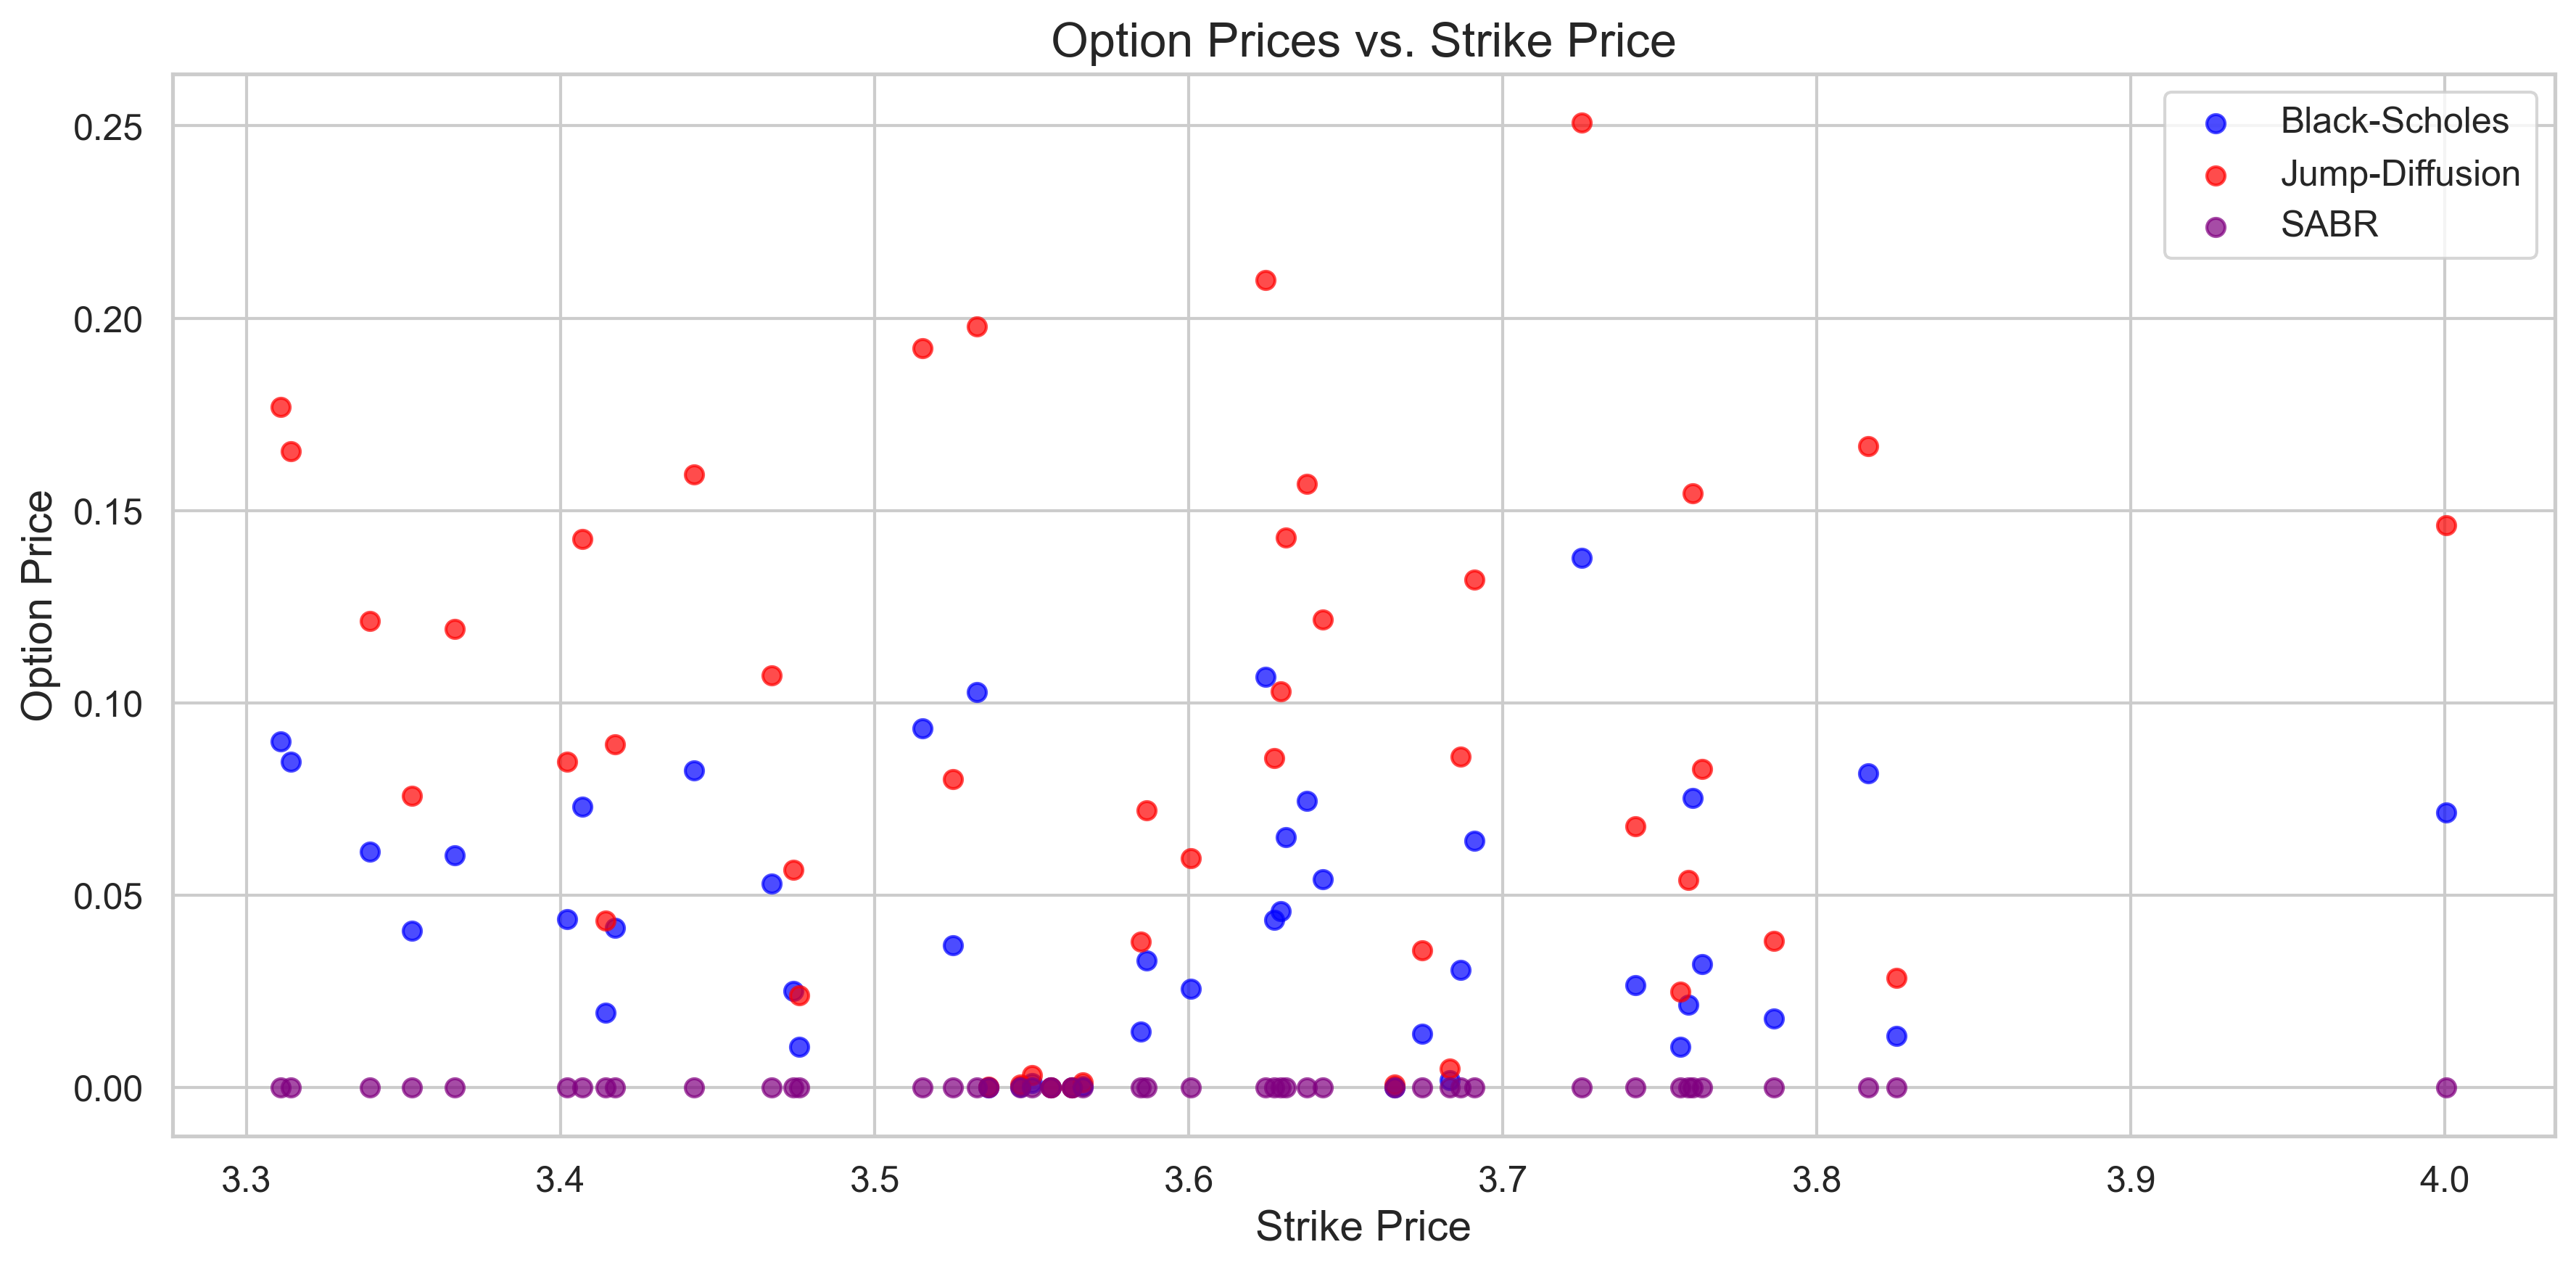 Option Prices vs. Strike Price
Black-Scholes
Jump-Diffusion
SABR
Option Price
0.25
0.20
0.15
0.10
0.05
0.00
3.3 3.4 3.5 3.6 3.7 3.8 3.9 4.0
Strike Price